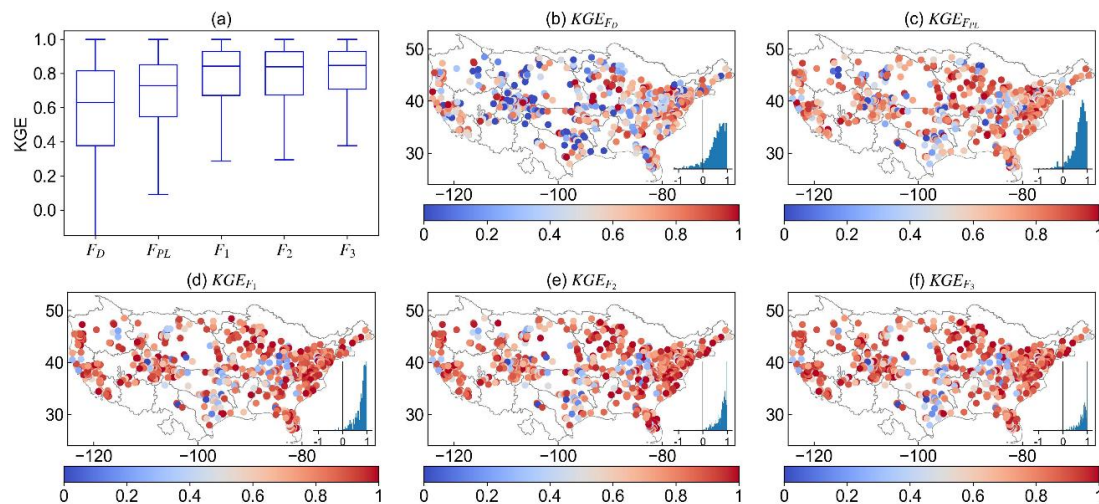 (a)
KGE
1.0
0.8
0.6
0.4
0.2
0.0
F_D F_PL F_1 F_2 F_3
(b) KGE_{F_D}
50
40
30
-1 0 1
−120 −100 −80
0 0.2 0.4 0.6 0.8 1
(c) KGE_{F_{PL}}
50
40
30
-1 0 1
−120 −100 −80
0 0.2 0.4 0.6 0.8 1
(d) KGE_{F_1}
50
40
30
-1 0 1
−120 −100 −80
0 0.2 0.4 0.6 0.8 1
(e) KGE_{F_2}
50
40
30
-1 0 1
−120 −100 −80
0 0.2 0.4 0.6 0.8 1
(f) KGE_{F_3}
50
40
30
-1 0 1
−120 −100 −80
0 0.2 0.4 0.6 0.8 1